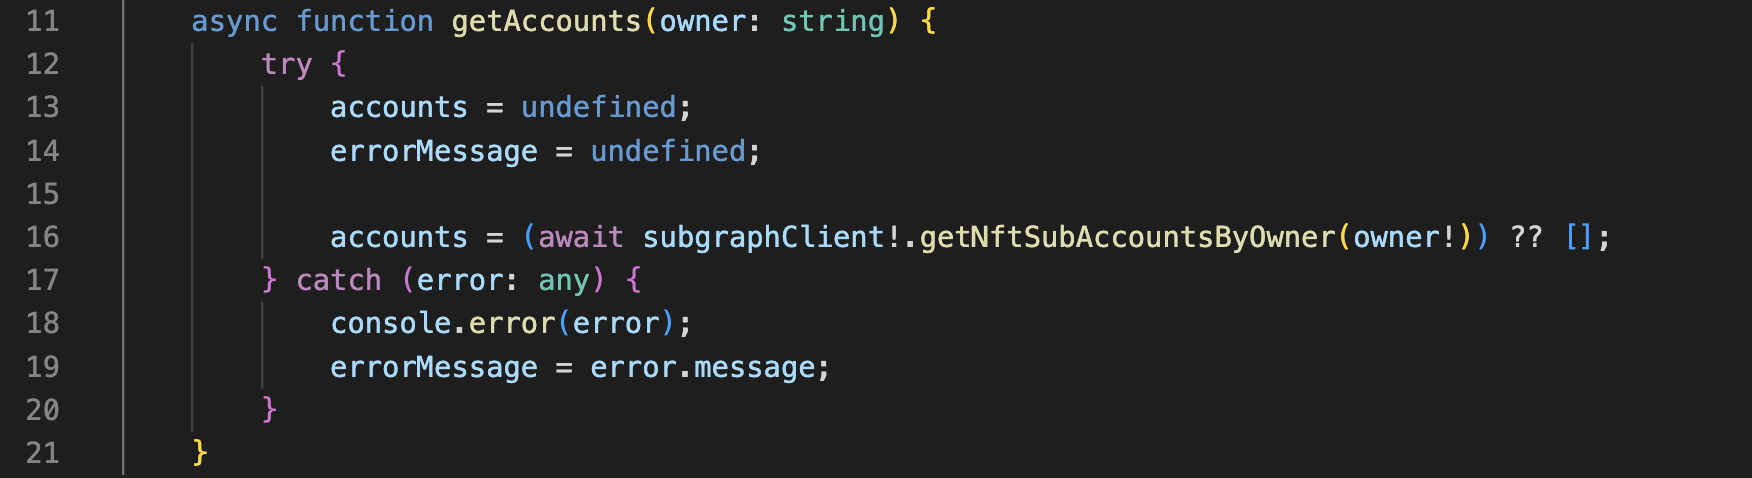 11 async function getAccounts(owner: string) {
12 try {
13 accounts = undefined;
14 errorMessage = undefined;
15
16 accounts = (await subgraphClient!.getNftSubAccountsByOwner(owner!)) ?? [];
17 } catch (error: any) {
18 console.error(error);
19 errorMessage = error.message;
20 }
21 }